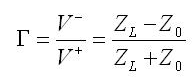 Γ = V⁻ / V⁺ = (Z_L − Z_0) / (Z_L + Z_0)